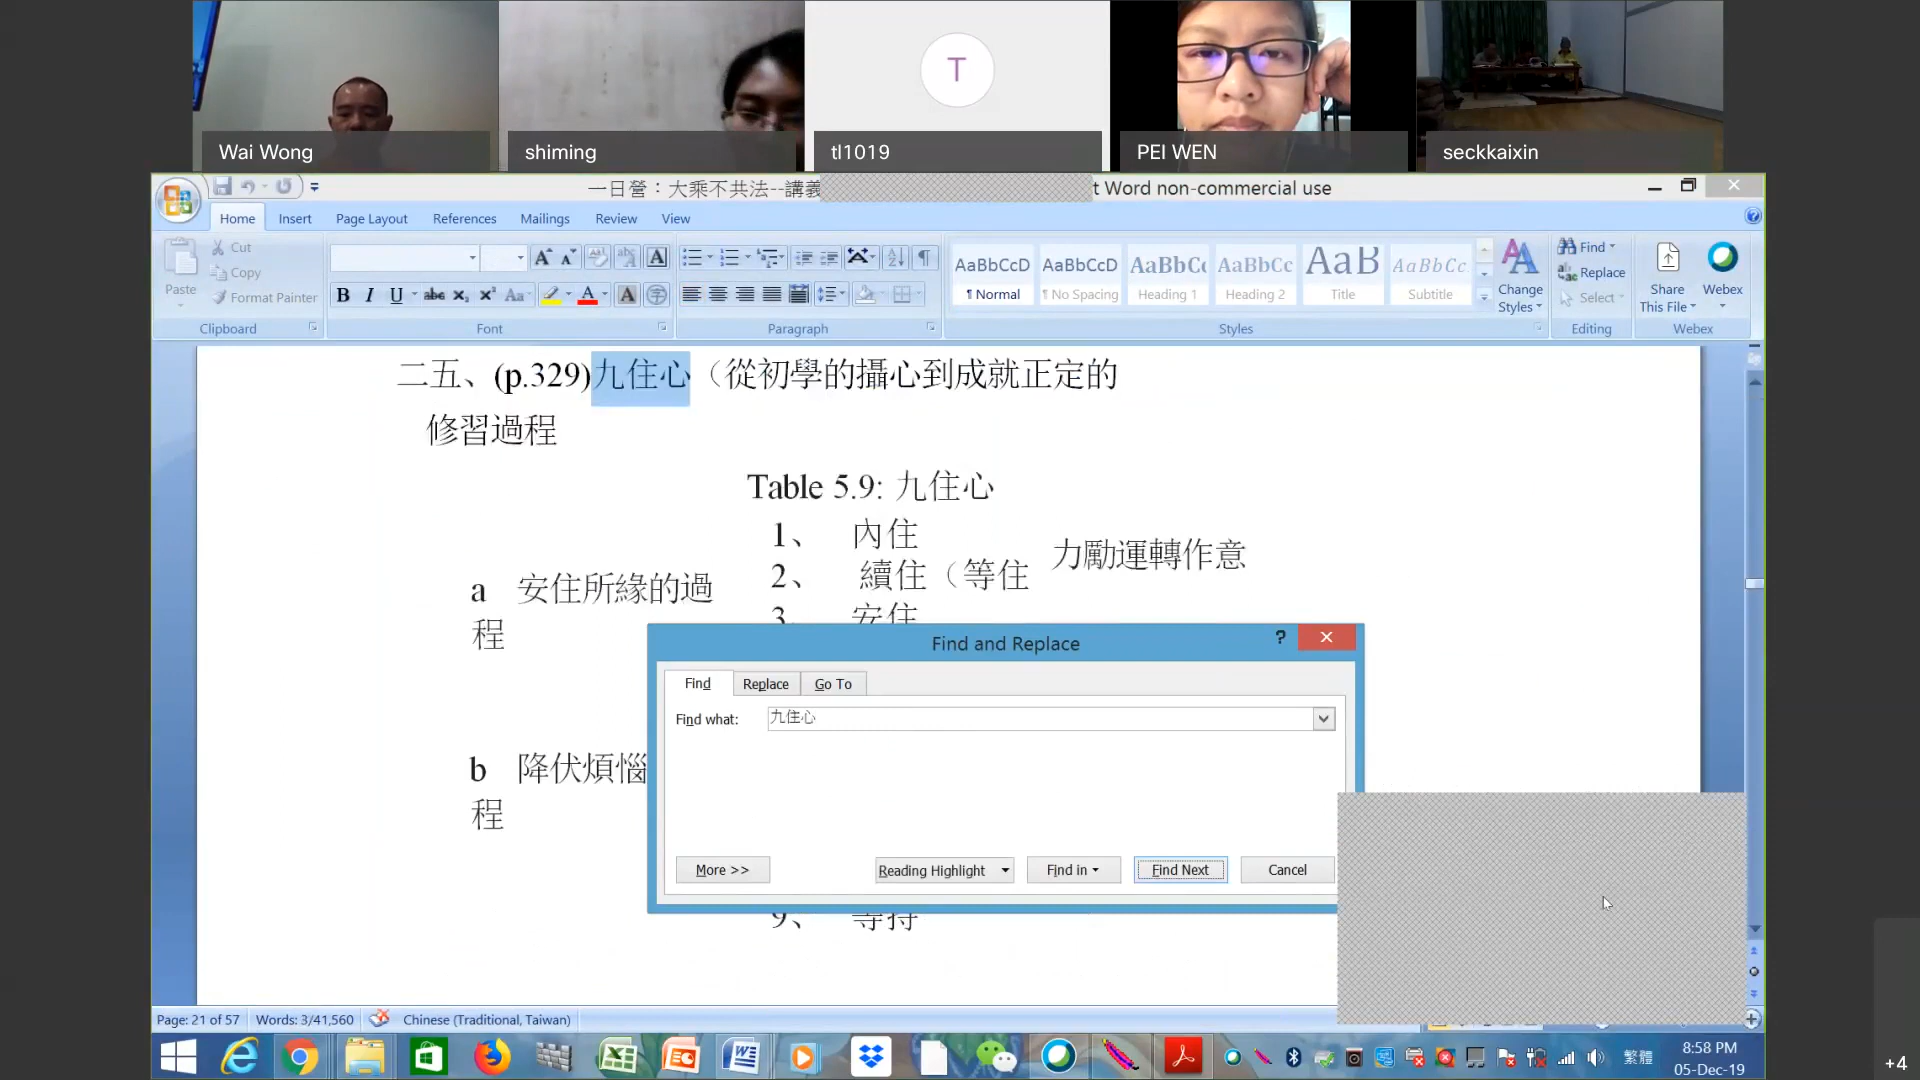 T
Wai Wong
shiming
tl1019
PEI WEN
seckkaixin
一日營：大乘不共法--講義
t Word non-commercial use
Home Insert Page Layout References Mailings Review View
Cut
Copy
Format Painter
Paste
Clipboard
Font
Paragraph
AaBbCcD AaBbCcD AaBbCc AaBbCc AaB AaBbCc.
¶ Normal ¶ No Spacing Heading 1 Heading 2 Title Subtitle
Change
Styles
Styles
Find
Replace
Select
Editing
Share
This File
Webex
Webex
二五、(p.329)九住心（從初學的攝心到成就正定的
修習過程
Table 5.9: 九住心
1、 內住
力勵運轉作意
2、 續住（等住
a 安住所緣的過
程
3、 安住
b 降伏煩惱
程
9、 等持
Find and Replace
Find Replace Go To
Find what: 九住心
More >> Reading Highlight Find in Find Next Cancel
Page: 21 of 57 Words: 3/41,560 Chinese (Traditional, Taiwan)
繁體
8:58 PM
05-Dec-19
+4